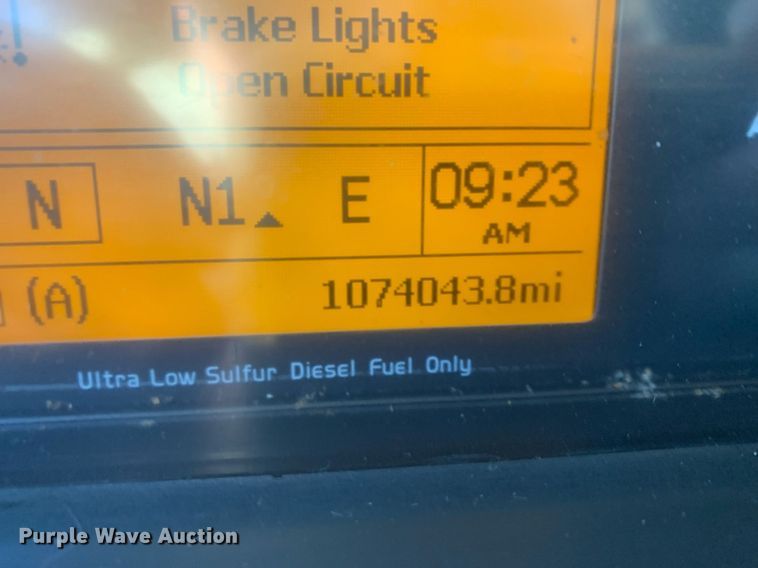 Brake Lights
Open Circuit
N N1 E 09:23
AM
(A) 1074043.8mi
Ultra Low Sulfur Diesel Fuel Only
Purple Wave Auction